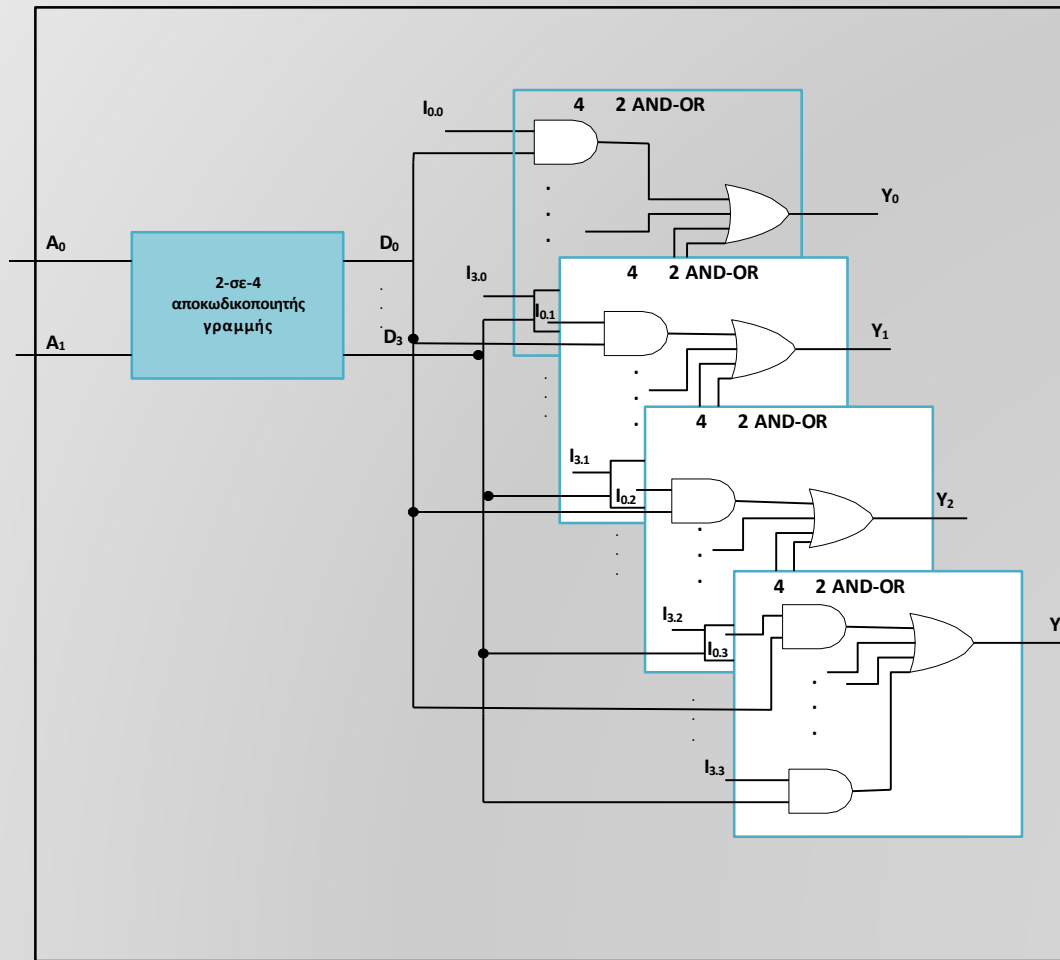 4 2 AND-OR
I0.0
Y0
A0
D0
2-σε-4
αποκωδικοποιητής
γραμμής
A1
D3
I3.0
4 2 AND-OR
I0.1
Y1
4 2 AND-OR
I3.1
I0.2
Y2
4 2 AND-OR
I3.2
I0.3
Y
I3.3